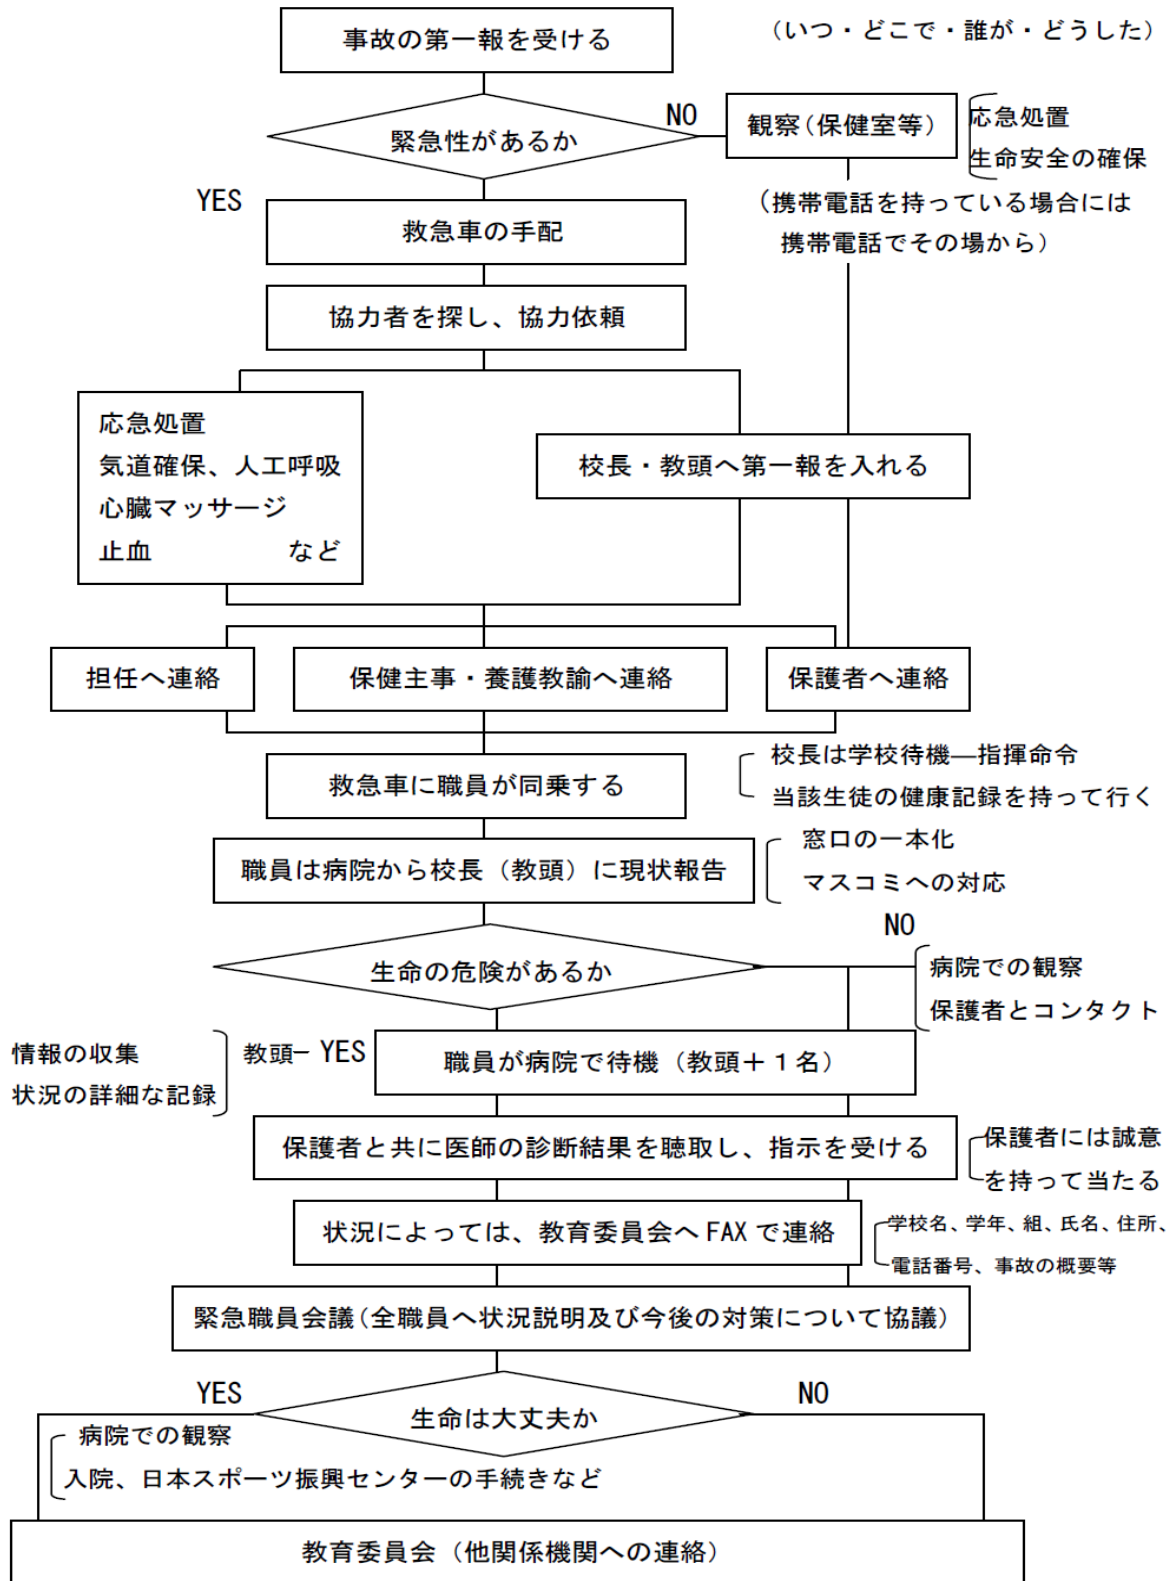 事故の第一報を受ける
（いつ・どこで・誰が・どうした）
緊急性があるか
NO
観察（保健室等）
応急処置
生命安全の確保
YES
救急車の手配
（携帯電話を持っている場合には
携帯電話でその場から）
協力者を探し、協力依頼
応急処置
気道確保、人工呼吸
心臓マッサージ
止血　　　　　など
校長・教頭へ第一報を入れる
担任へ連絡
保健主事・養護教諭へ連絡
保護者へ連絡
救急車に職員が同乗する
校長は学校待機―指揮命令
当該生徒の健康記録を持って行く
職員は病院から校長（教頭）に現状報告
窓口の一本化
マスコミへの対応
生命の危険があるか
NO
病院での観察
保護者とコンタクト
情報の収集
状況の詳細な記録
教頭
YES
職員が病院で待機（教頭＋１名）
保護者と共に医師の診断結果を聴取し、指示を受ける
保護者には誠意
を持って当たる
状況によっては、教育委員会へ FAX で連絡
学校名、学年、組、氏名、住所、
電話番号、事故の概要等
緊急職員会議（全職員へ状況説明及び今後の対策について協議）
YES
生命は大丈夫か
NO
病院での観察
入院、日本スポーツ振興センターの手続きなど
教育委員会（他関係機関への連絡）